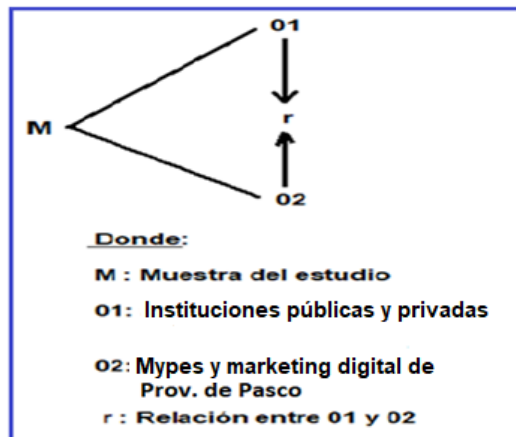 01
M
r
02
Donde:
M : Muestra del estudio
01: Instituciones públicas y privadas
02: Mypes y marketing digital de
Prov. de Pasco
r : Relación entre 01 y 02